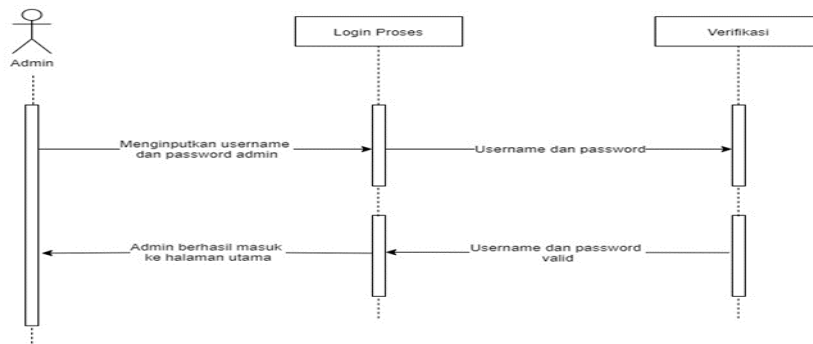 Admin
Login Proses
Verifikasi
Menginputkan username
dan password admin
Username dan password
Admin berhasil masuk
ke halaman utama
Username dan password
valid